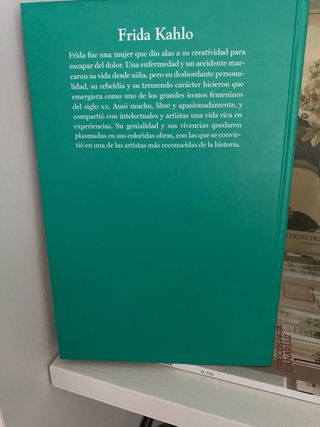 Frida Kahlo
Frida fue una mujer que dio alas a su creatividad para
escapar del dolor. Una enfermedad y un accidente mar-
caron su vida desde niña, pero su desbordante persona-
lidad, su rebeldía y su tremendo carácter hicieron que
emergiera como uno de los grandes iconos femeninos
del siglo XX. Amó mucho, libre y apasionadamente, y
compartió con intelectuales y artistas una vida rica en
experiencias. Su genialidad y sus vivencias quedaron
plasmadas en sus coloridas obras, con las que se convir-
tió en una de las artistas más reconocidas de la historia.
TRUCOS PARA
GANAR LUZ